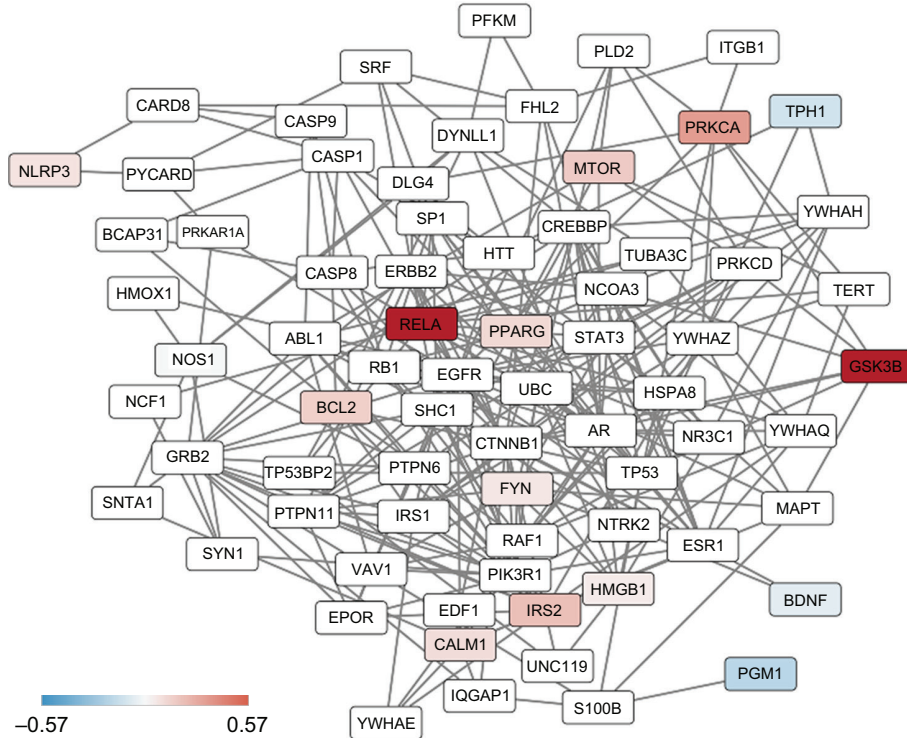 PFKM
ITGB1
PLD2
SRF
CARD8
FHL2
TPH1
CASP9
PRKCA
DYNLL1
CASP1
NLRP3
PYCARD
MTOR
DLG4
YWHAH
SP1
CREBBP
BCAP31
PRKAR1A
HTT
TUBA3C
PRKCD
CASP8
ERBB2
NCOA3
HMOX1
TERT
RELA
PPARG
ABL1
STAT3
YWHAZ
NOS1
GSK3B
RB1
EGFR
UBC
HSPA8
NCF1
BCL2
SHC1
AR
NR3C1
YWHAQ
CTNNB1
GRB2
TP53BP2
PTPN6
TP53
FYN
SNTA1
PTPN11
IRS1
NTRK2
MAPT
RAF1
ESR1
SYN1
VAV1
PIK3R1
HMGB1
BDNF
EPOR
EDF1
IRS2
CALM1
UNC119
PGM1
IQGAP1
S100B
YWHAE
–0.57
0.57